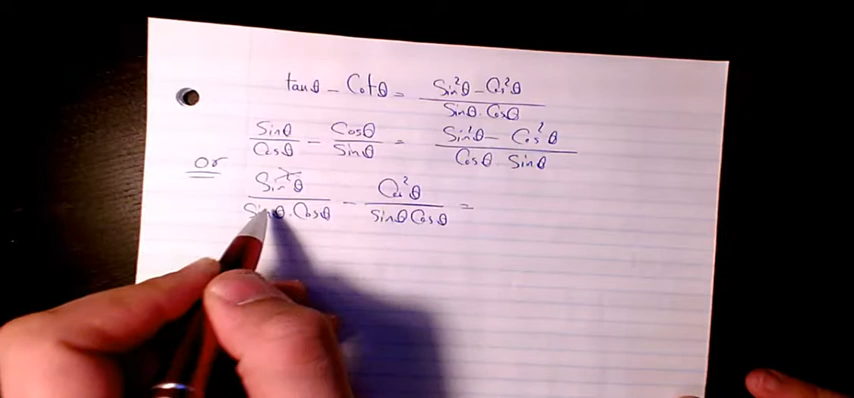 tanθ - Cotθ = Sin²θ - Cos²θ / Sinθ·Cosθ
Sinθ / Cosθ - Cosθ / Sinθ = Sin²θ - Cos²θ / Cosθ Sinθ
Or
Sin²θ / Sinθ·Cosθ - Cos²θ / SinθCosθ =